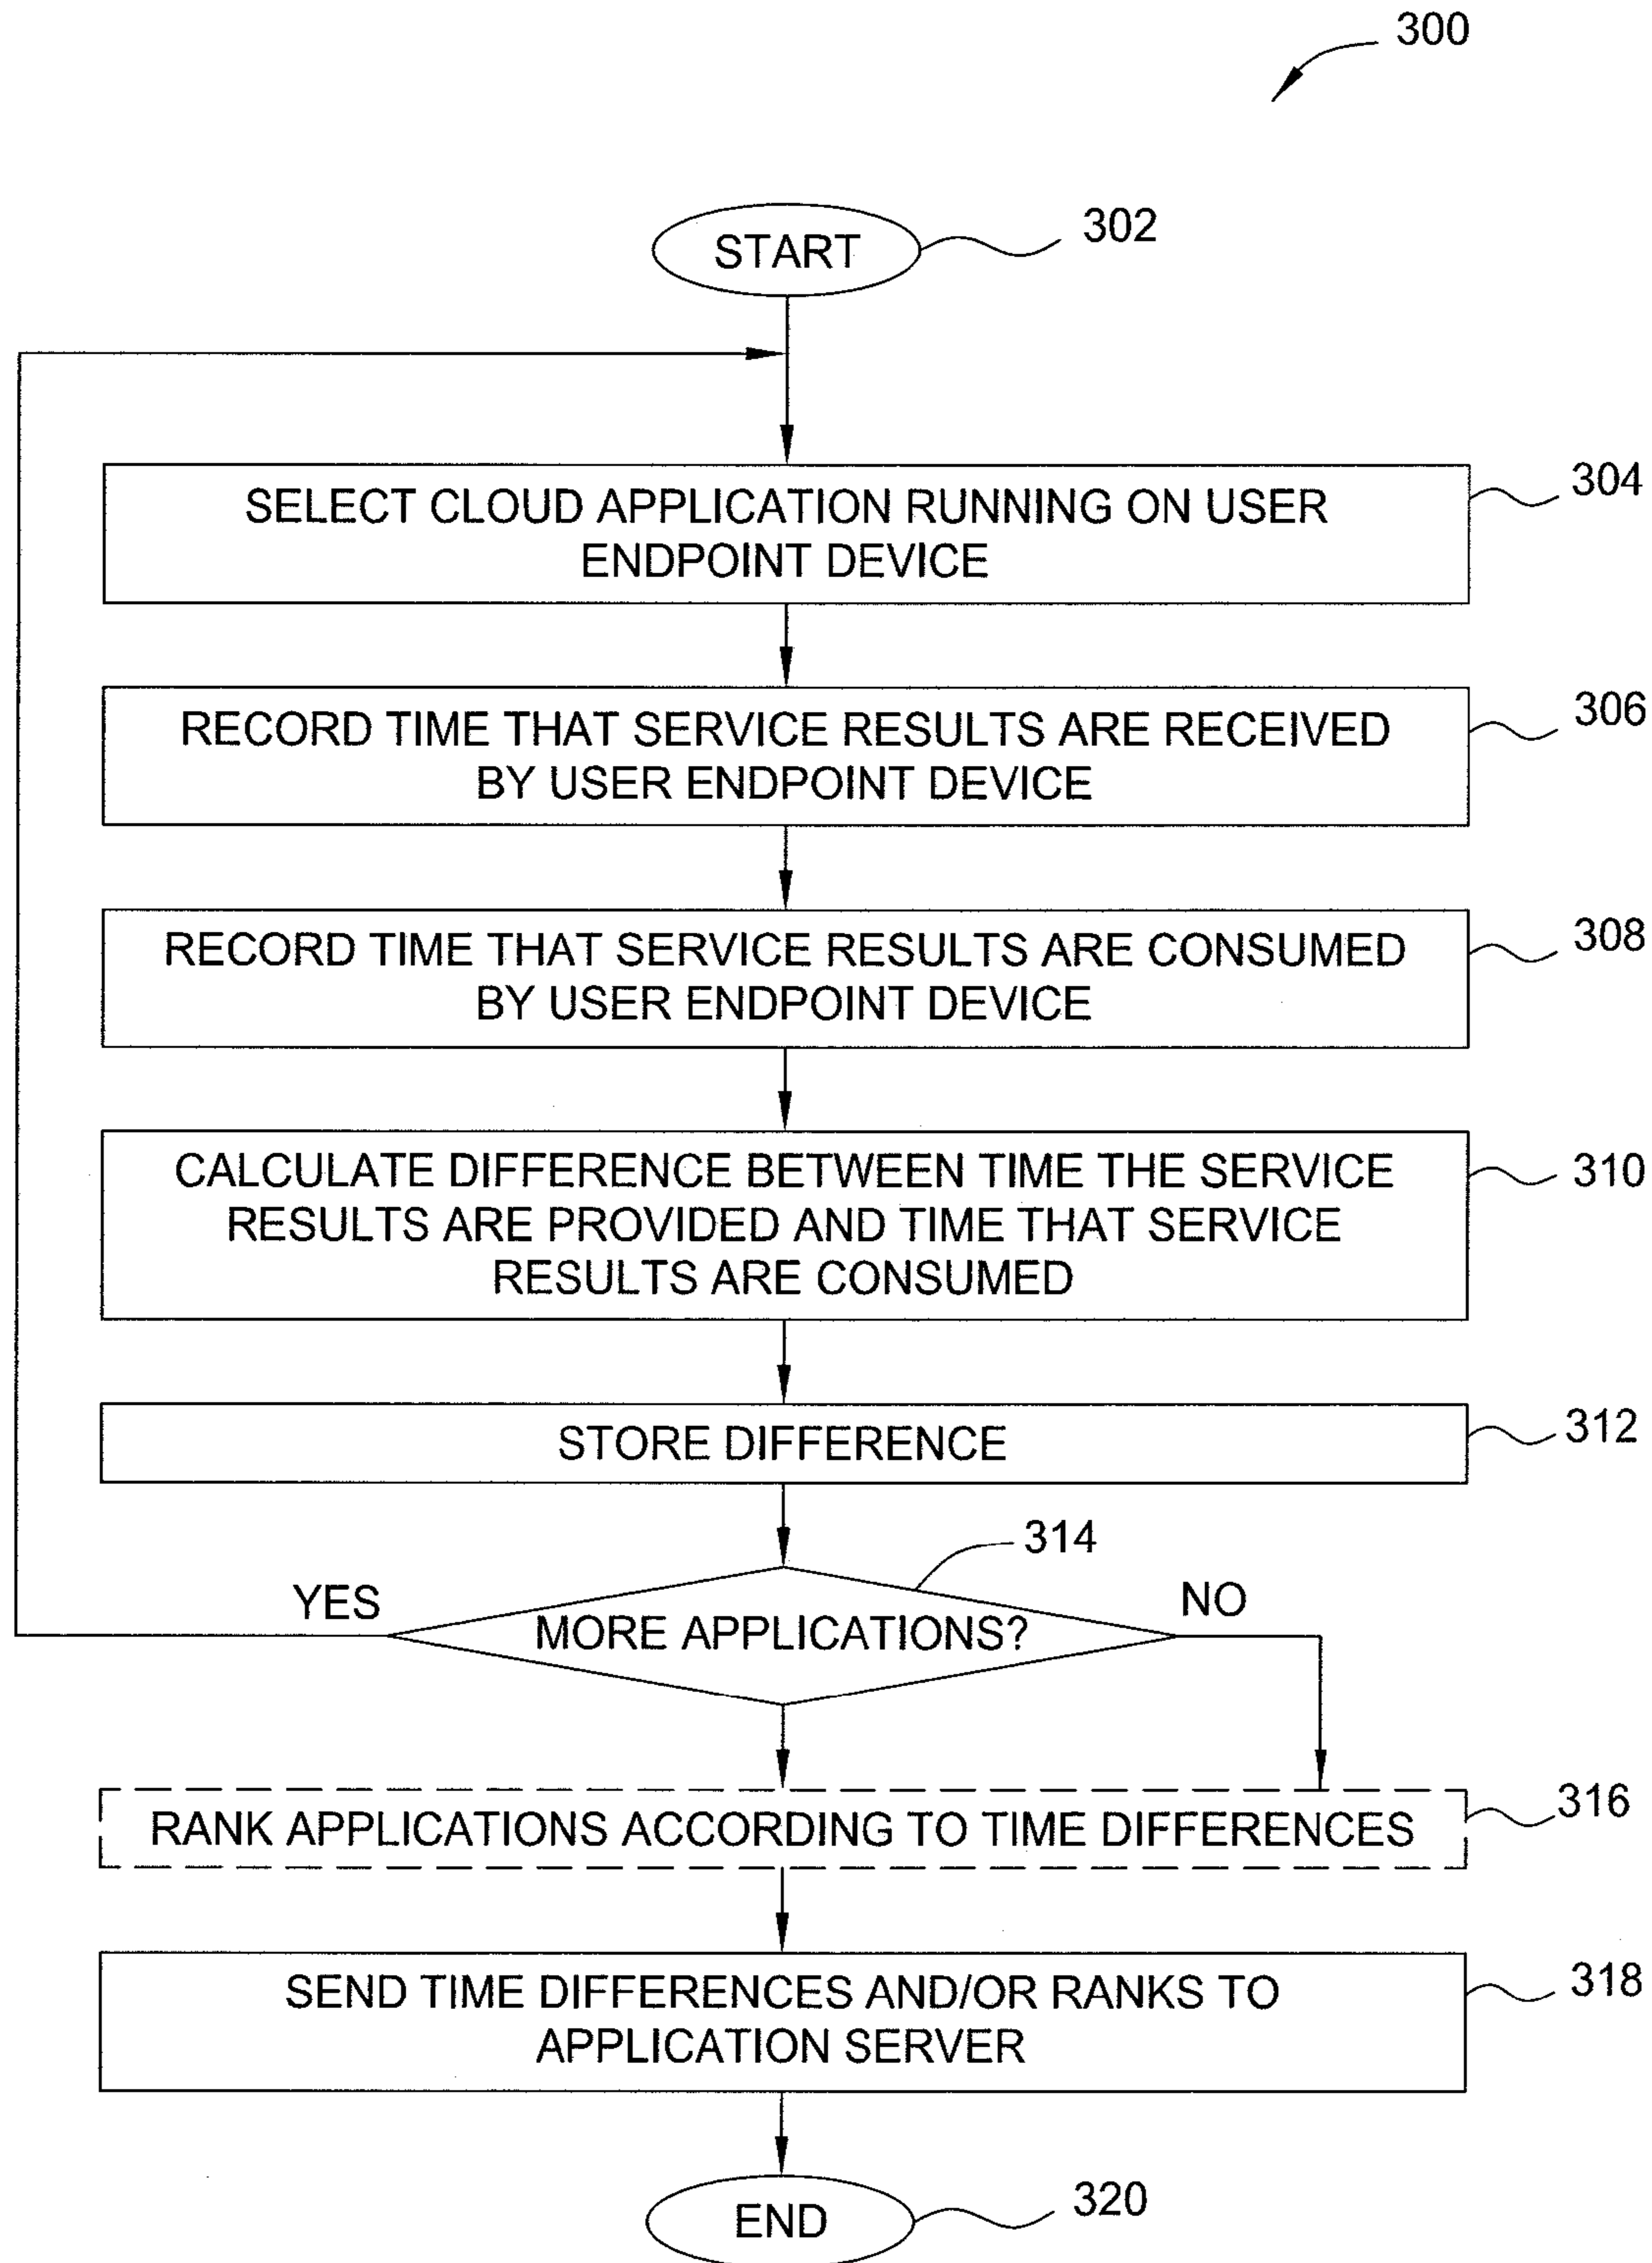 300
START
302
SELECT CLOUD APPLICATION RUNNING ON USER
ENDPOINT DEVICE
304
RECORD TIME THAT SERVICE RESULTS ARE RECEIVED
BY USER ENDPOINT DEVICE
306
RECORD TIME THAT SERVICE RESULTS ARE CONSUMED
BY USER ENDPOINT DEVICE
308
CALCULATE DIFFERENCE BETWEEN TIME THE SERVICE
RESULTS ARE PROVIDED AND TIME THAT SERVICE
RESULTS ARE CONSUMED
310
STORE DIFFERENCE
312
314
YES
MORE APPLICATIONS?
NO
RANK APPLICATIONS ACCORDING TO TIME DIFFERENCES
316
SEND TIME DIFFERENCES AND/OR RANKS TO
APPLICATION SERVER
318
END
320